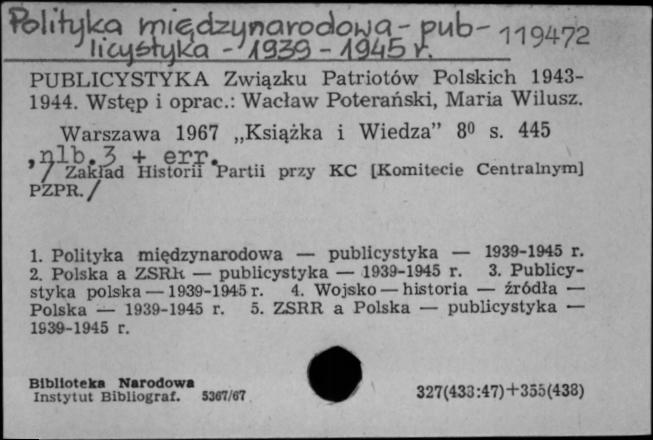 Polityka międzynarodowa - pub- 119472
licystyka - 1939 - 1945 r.
PUBLICYSTYKA Związku Patriotów Polskich 1943-
1944. Wstęp i oprac.: Wacław Poterański, Maria Wilusz.
Warszawa 1967 „Książka i Wiedza” 8⁰ s. 445
, nlb. 3 + err.
/ Zakład Historii Partii przy KC [Komitecie Centralnym]
PZPR. /
1. Polityka międzynarodowa — publicystyka — 1939-1945 r.
2. Polska a ZSRR — publicystyka — 1939-1945 r. 3. Publicy-
styka polska — 1939-1945 r. 4. Wojsko — historia — źródła —
Polska — 1939-1945 r. 5. ZSRR a Polska — publicystyka —
1939-1945 r.
Biblioteka Narodowa
Instytut Bibliograf. 5367/67 327(438:47)+355(438)